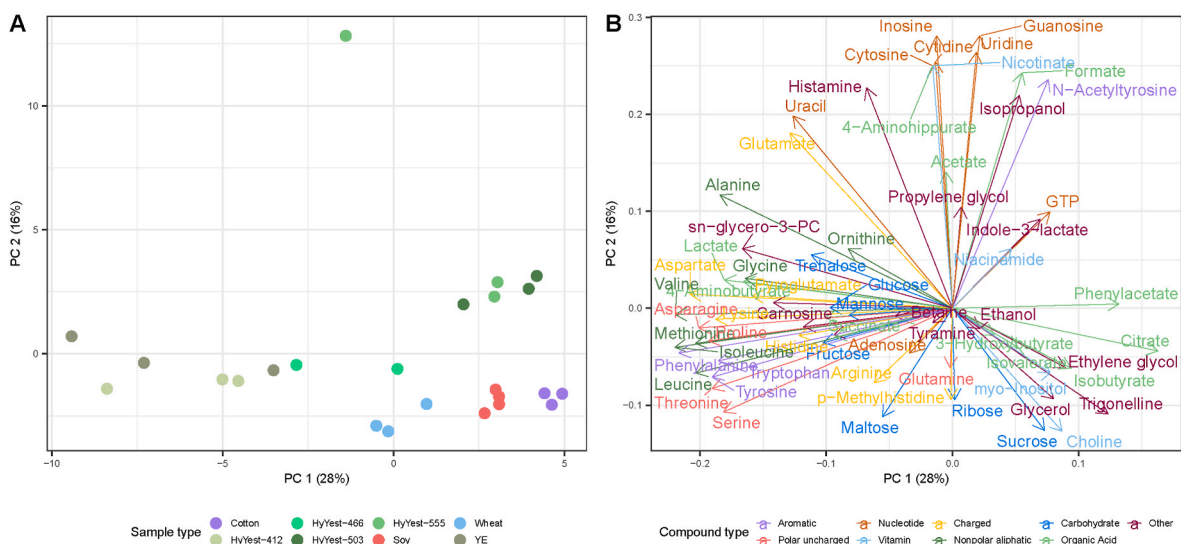 A
B
PC 2 (16%)
10
5
0
−10
−5
0
5
PC 1 (28%)
Sample type
Cotton
HyYest−466
HyYest−555
Wheat
HyYest−412
HyYest−503
Soy
YE
PC 2 (16%)
0.3
0.2
0.1
0.0
−0.1
−0.2
−0.1
0.0
0.1
PC 1 (28%)
Inosine
Guanosine
Cytidine
Uridine
Cytosine
Nicotinate
Formate
Histamine
N−Acetyltyrosine
Uracil
Isopropanol
4−Aminohippurate
Glutamate
Acetate
Alanine
Propylene glycol
GTP
sn−glycero−3−PC
Indole−3−lactate
Ornithine
Lactate
Trehalose
Niacinamide
Aspartate
Glycine
Pyroglutamate
Valine
4−Aminobutyrate
Glucose
Phenylacetate
Asparagine
Lysine
Carnosine
Mannose
Betaine
Ethanol
Methionine
Proline
Succinate
Tyramine
Histidine
Adenosine
3−Hydroxybutyrate
Citrate
Isoleucine
Fructose
Isovalerate
Ethylene glycol
Phenylalanine
Tryptophan
Arginine
Glutamine
Isobutyrate
Leucine
Tyrosine
myo−Inositol
Threonine
p−Methylhistidine
Ribose
Glycerol
Trigonelline
Serine
Maltose
Sucrose
Choline
Compound type
Aromatic
Nucleotide
Charged
Carbohydrate
Other
Polar uncharged
Vitamin
Nonpolar aliphatic
Organic Acid